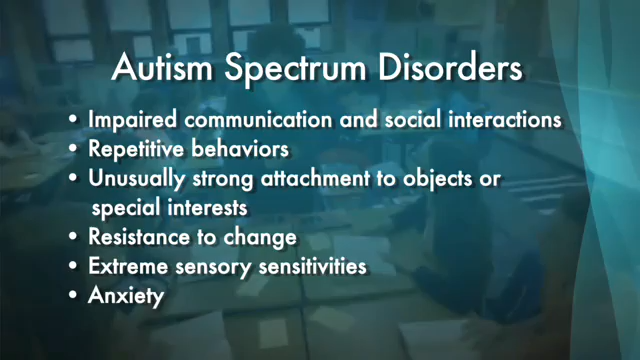 Autism Spectrum Disorders
• Impaired communication and social interactions
• Repetitive behaviors
• Unusually strong attachment to objects or
special interests
• Resistance to change
• Extreme sensory sensitivities
• Anxiety